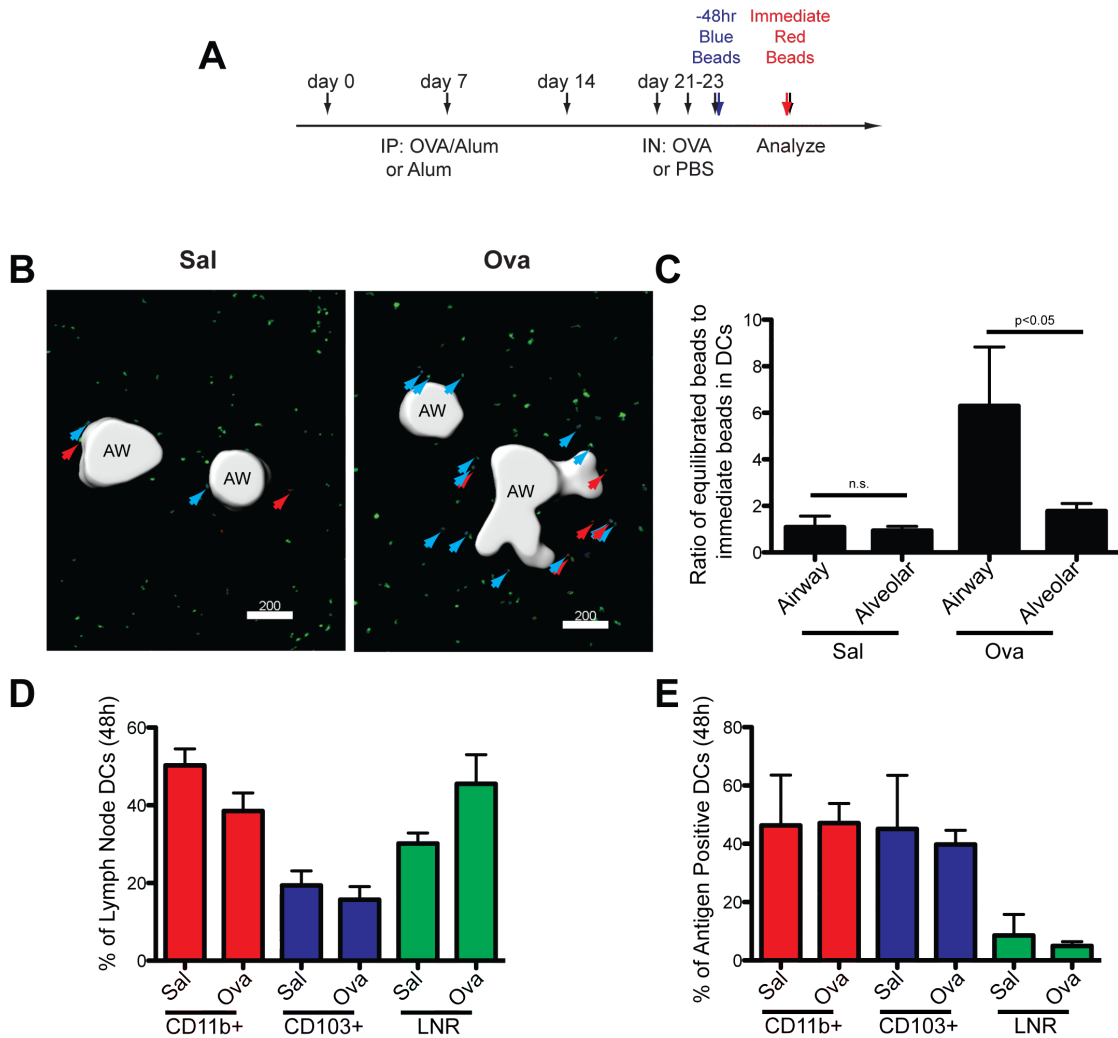 A
-48hr
Blue
Beads
Immediate
Red
Beads
day 0
day 7
day 14
day 21-23
IP: OVA/Alum
or Alum
IN: OVA
or PBS
Analyze
B
Sal
Ova
AW
AW
200
AW
AW
200
C
Ratio of equilibrated beads to
immediate beads in DCs
10
8
6
4
2
0
n.s.
p<0.05
Airway
Alveolar
Airway
Alveolar
Sal
Ova
D
% of Lymph Node DCs (48h)
60
40
20
0
Sal
Ova
Sal
Ova
Sal
Ova
CD11b+
CD103+
LNR
E
% of Antigen Positive DCs (48h)
80
60
40
20
0
Sal
Ova
Sal
Ova
Sal
Ova
CD11b+
CD103+
LNR